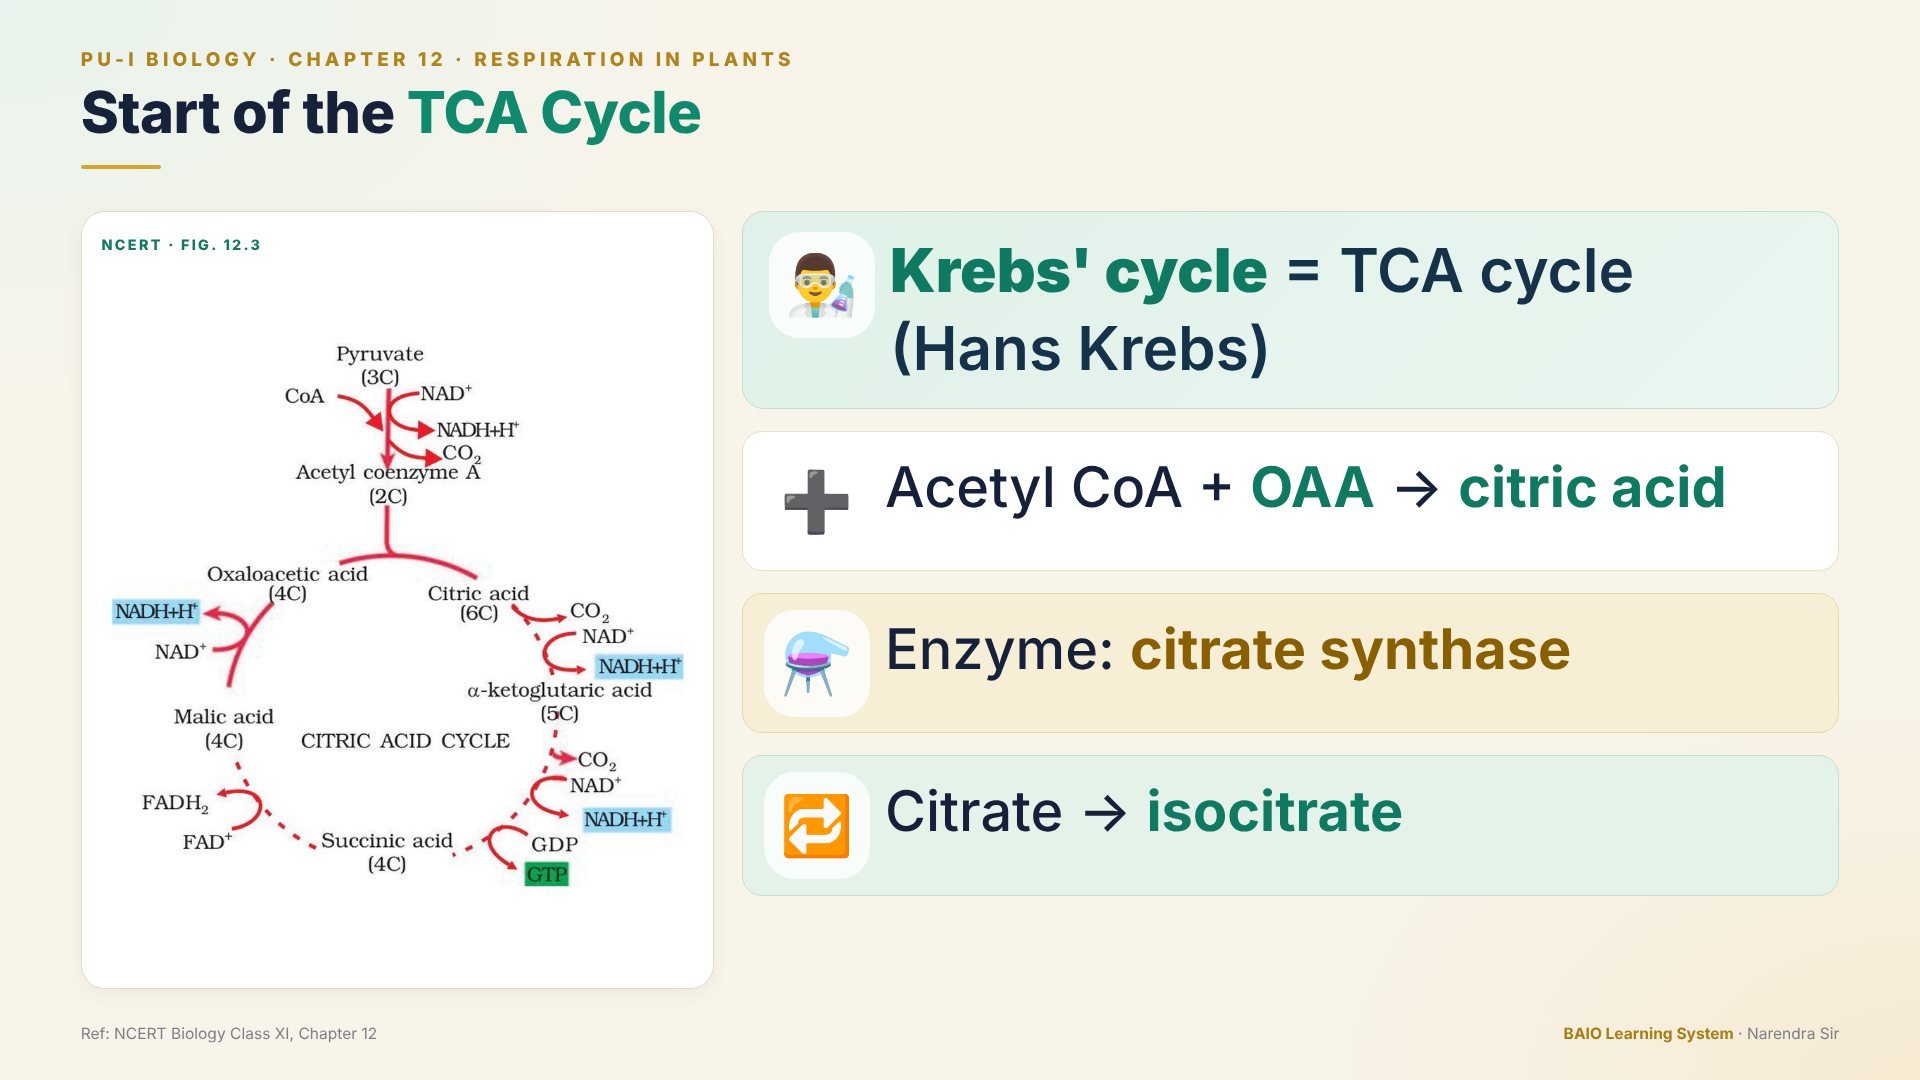 PU-I BIOLOGY · CHAPTER 12 · RESPIRATION IN PLANTS
Start of the TCA Cycle
NCERT · FIG. 12.3
Pyruvate
(3C)
CoA
NAD⁺
NADH+H⁺
CO₂
Acetyl coenzyme A
(2C)
Oxaloacetic acid
(4C)
Citric acid
(6C)
CO₂
NADH+H⁺
NAD⁺
NAD⁺
NADH+H⁺
α-ketoglutaric acid
(5C)
Malic acid
(4C)
CITRIC ACID CYCLE
CO₂
NAD⁺
NADH+H⁺
FADH₂
FAD⁺
Succinic acid
(4C)
GDP
GTP
Krebs' cycle = TCA cycle
(Hans Krebs)
Acetyl CoA + OAA → citric acid
Enzyme: citrate synthase
Citrate → isocitrate
Ref: NCERT Biology Class XI, Chapter 12
BAIO Learning System · Narendra Sir